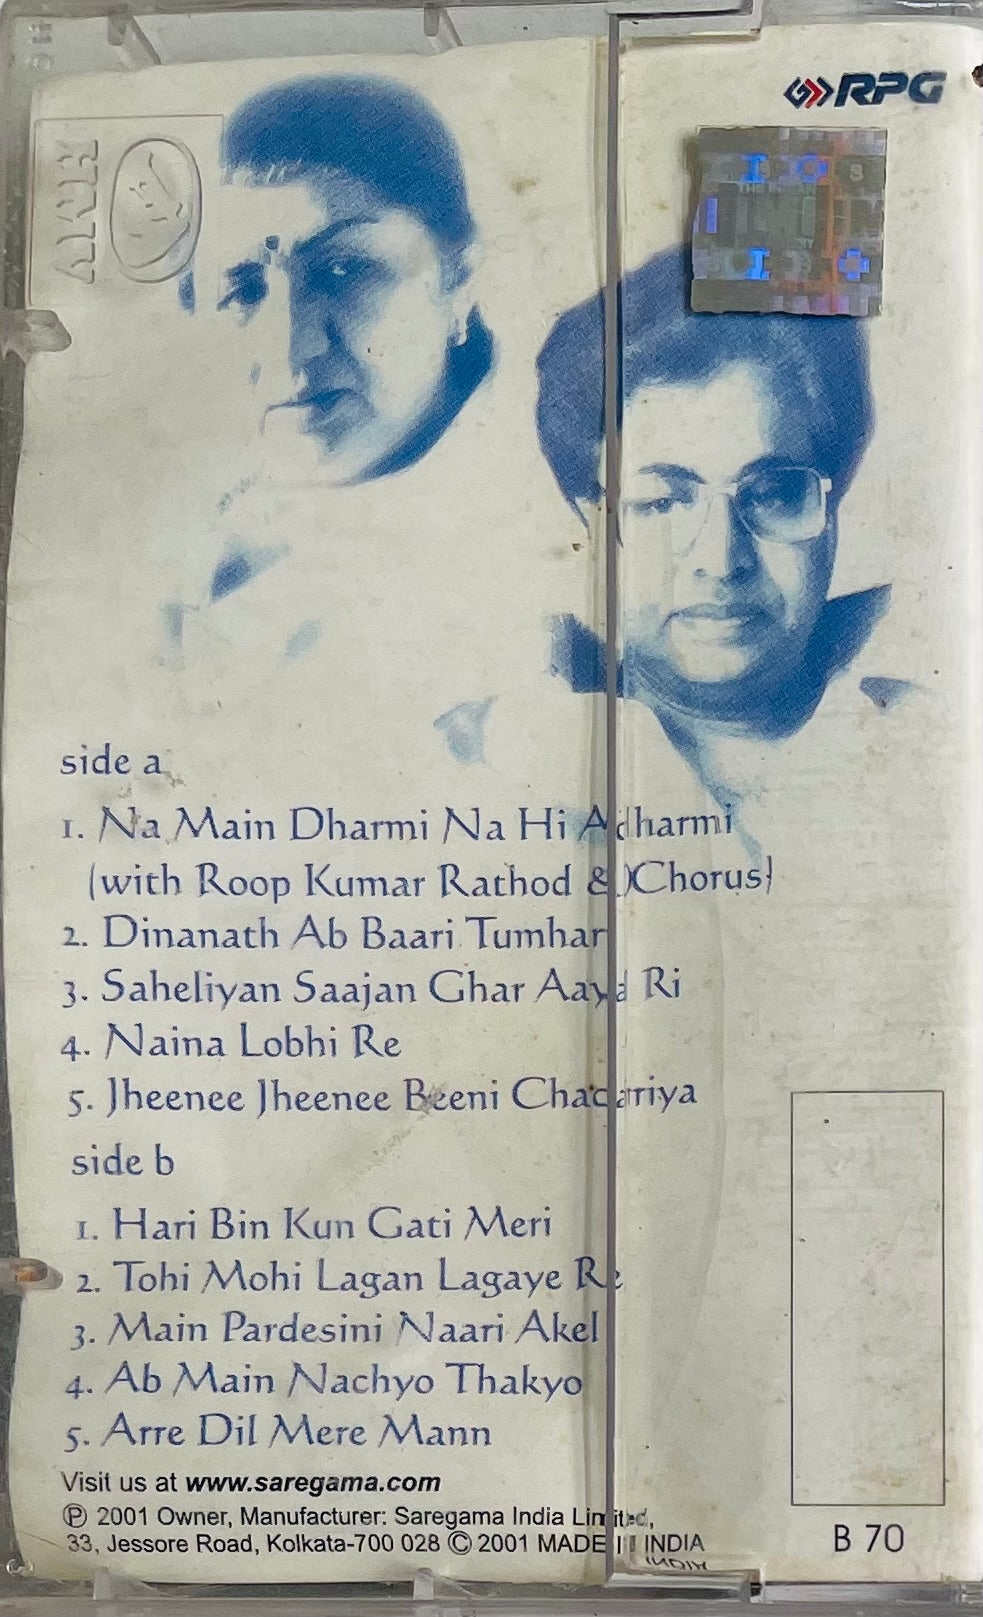 RPG
HMV
side a
1. Na Main Dharmi Na Hi Adharmi
(with Roop Kumar Rathod & Chorus)
2. Dinanath Ab Baari Tumhar
3. Saheliyan Saajan Ghar Aaya Ri
4. Naina Lobhi Re
5. Jheenee Jheenee Beeni Chadariya
side b
1. Hari Bin Kun Gati Meri
2. Tohi Mohi Lagan Lagaye Re
3. Main Pardesini Naari Akel
4. Ab Main Nachyo Thakyo
5. Arre Dil Mere Mann
Visit us at www.saregama.com
℗ 2001 Owner, Manufacturer: Saregama India Limited,
33, Jessore Road, Kolkata-700 028 © 2001 MADE IN INDIA
B 70